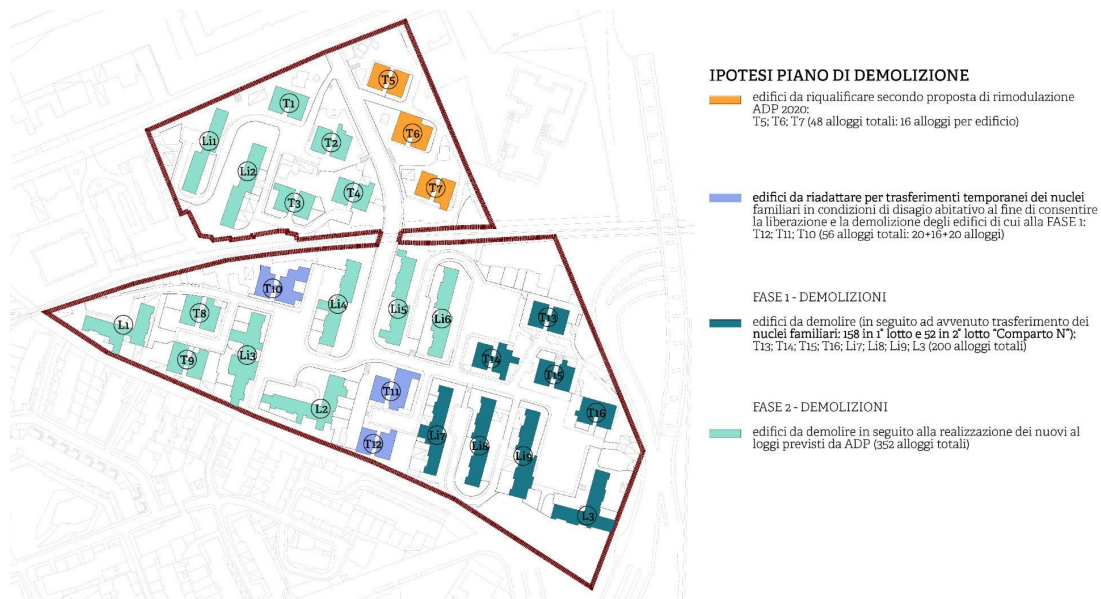 IPOTESI PIANO DI DEMOLIZIONE
edifici da riqualificare secondo proposta di rimodulazione
ADP 2020:
T5; T6; T7 (48 alloggi totali: 16 alloggi per edificio)
edifici da riadattare per trasferimenti temporanei dei nuclei
familiari in condizioni di disagio abitativo al fine di consentire
la liberazione e la demolizione degli edifici di cui alla FASE 1:
T12; T11; T10 (56 alloggi totali: 20+16+20 alloggi)
FASE 1 - DEMOLIZIONI
edifici da demolire (in seguito ad avvenuto trasferimento dei
nuclei familiari: 158 in 1° lotto e 52 in 2° lotto “Comparto N”):
T13; T14; T15; T16; Li7; Li8; Li9; L3 (200 alloggi totali)
FASE 2 - DEMOLIZIONI
edifici da demolire in seguito alla realizzazione dei nuovi al
loggi previsti da ADP (352 alloggi totali)
T5
T1
T6
Li1
T2
Li2
T7
T4
T3
T10
Li4
Li5
Li6
T8
T13
L1
Li3
T9
T14
T15
T11
L2
T16
Li7
T12
Li8
Li9
L3